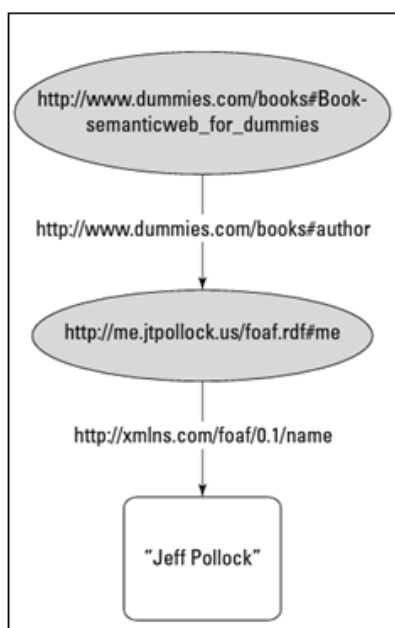 http://www.dummies.com/books#Book-
semanticweb_for_dummies
http://www.dummies.com/books#author
http://me.jtpollock.us/foaf.rdf#me
http://xmlns.com/foaf/0.1/name
“Jeff Pollock”